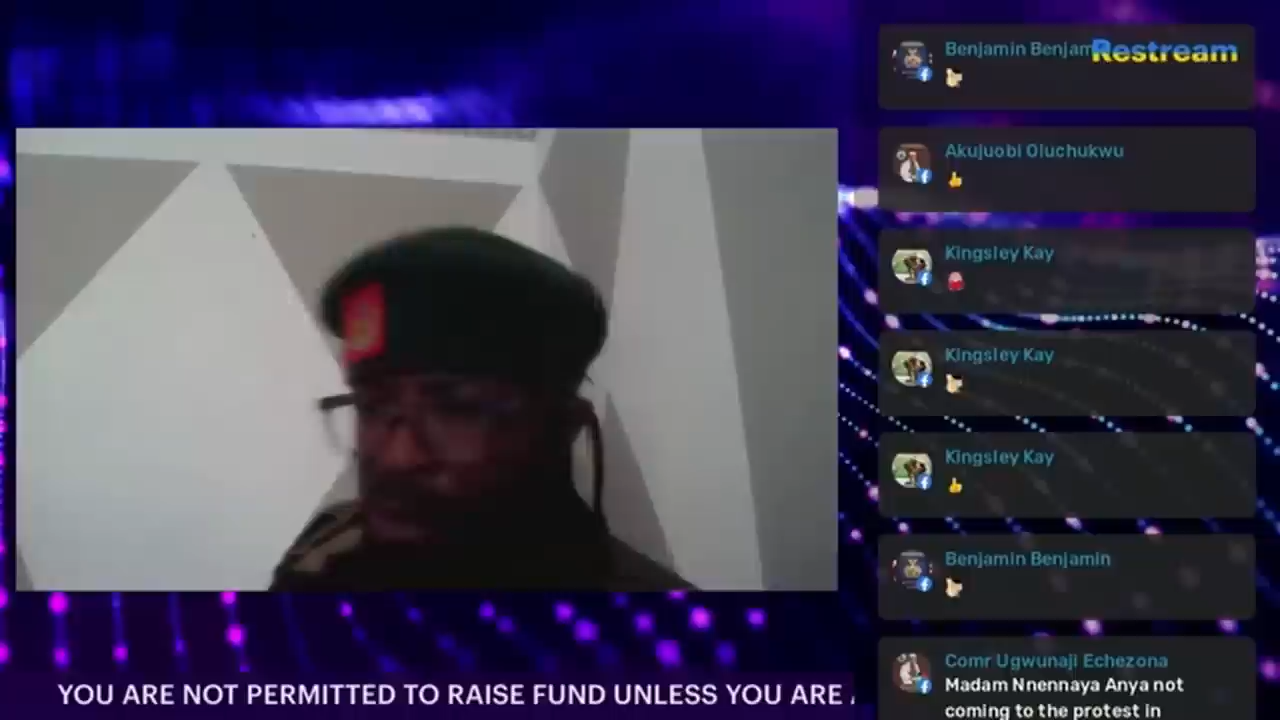 Benjamin Benjam
Restream
Akujuobi Oluchukwu
Kingsley Kay
Kingsley Kay
Kingsley Kay
Benjamin Benjamin
Comr Ugwunaji Echezona
Madam Nnennaya Anya not
coming to the protest in
YOU ARE NOT PERMITTED TO RAISE FUND UNLESS YOU ARE